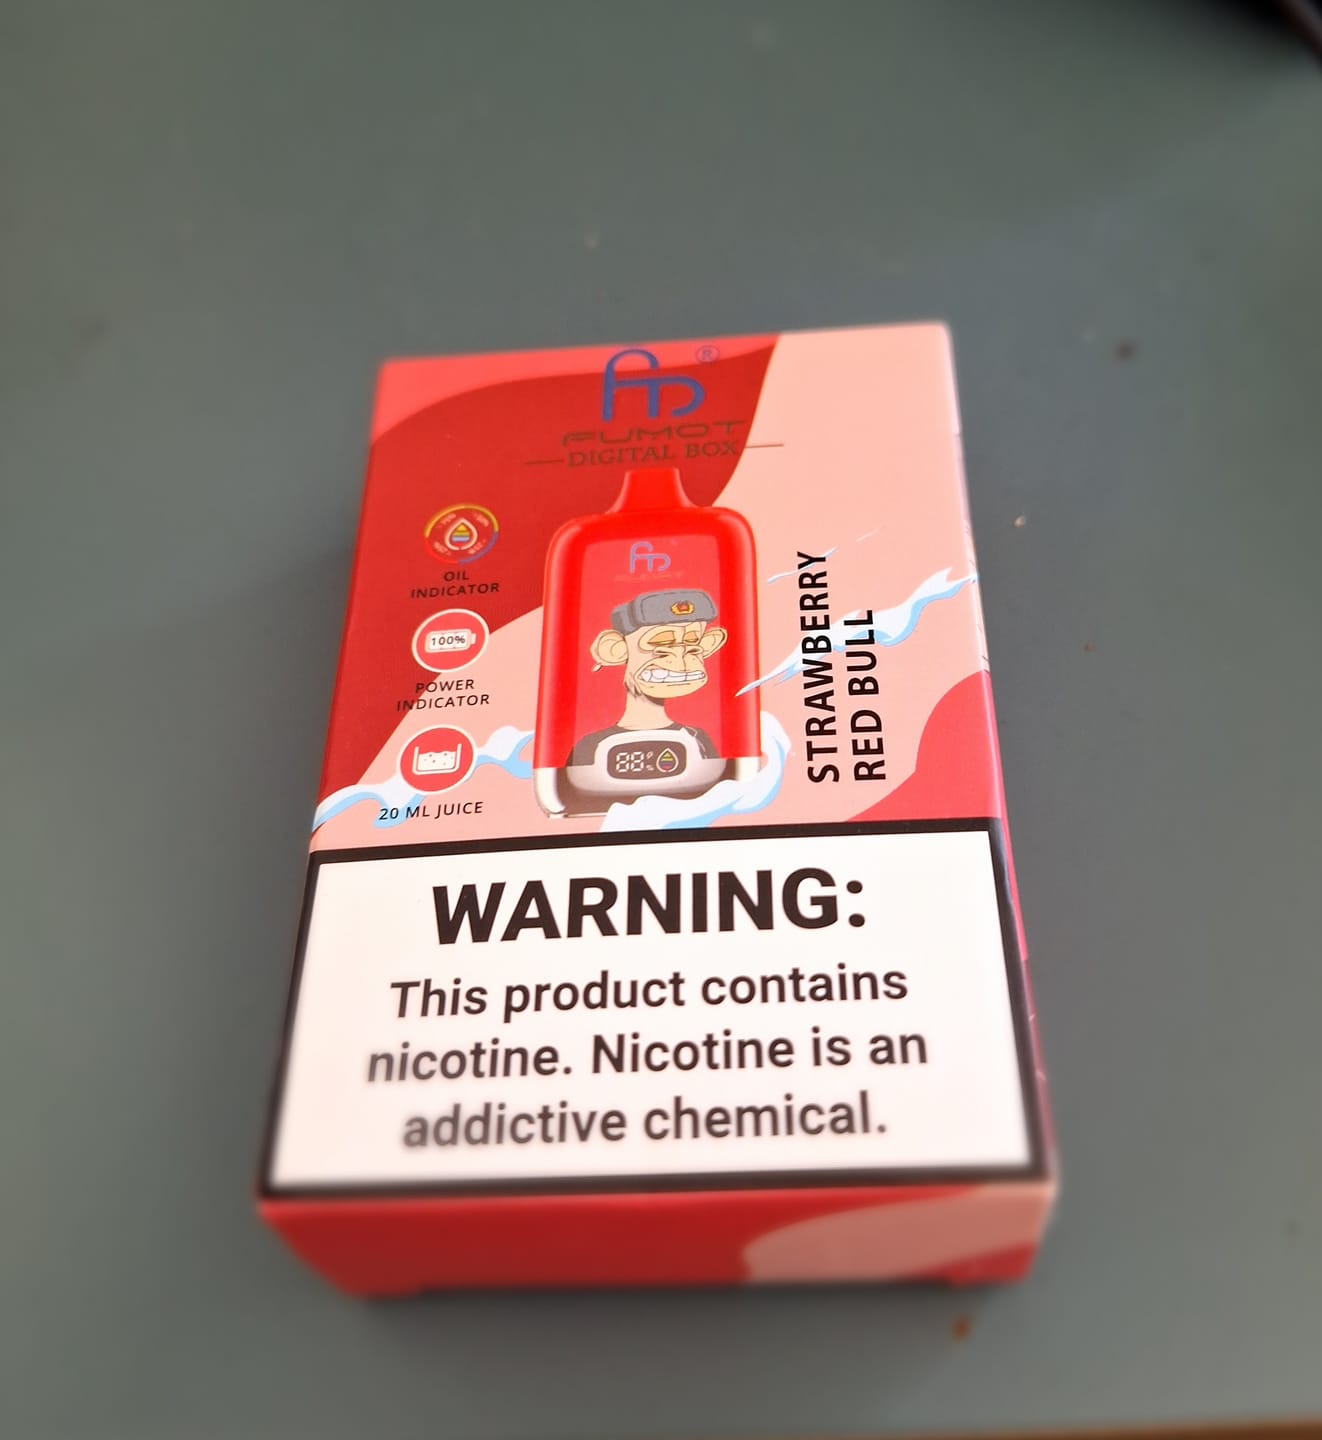 ®
FUMOT
DIGITAL BOX
OIL
INDICATOR
100%
POWER
INDICATOR
20 ML JUICE
88
STRAWBERRY
RED BULL
WARNING:
This product contains
nicotine. Nicotine is an
addictive chemical.